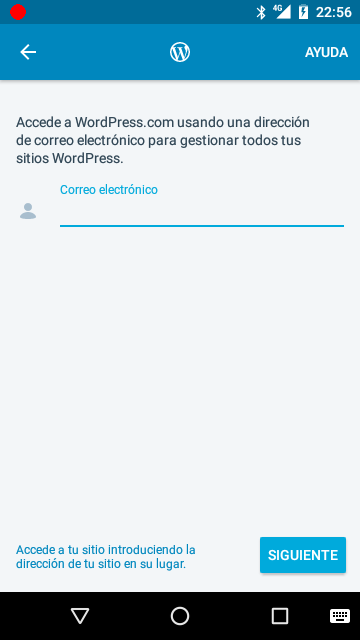 4G 22:56
AYUDA
Accede a WordPress.com usando una dirección
de correo electrónico para gestionar todos tus
sitios WordPress.
Correo electrónico
Accede a tu sitio introduciendo la
dirección de tu sitio en su lugar.
SIGUIENTE